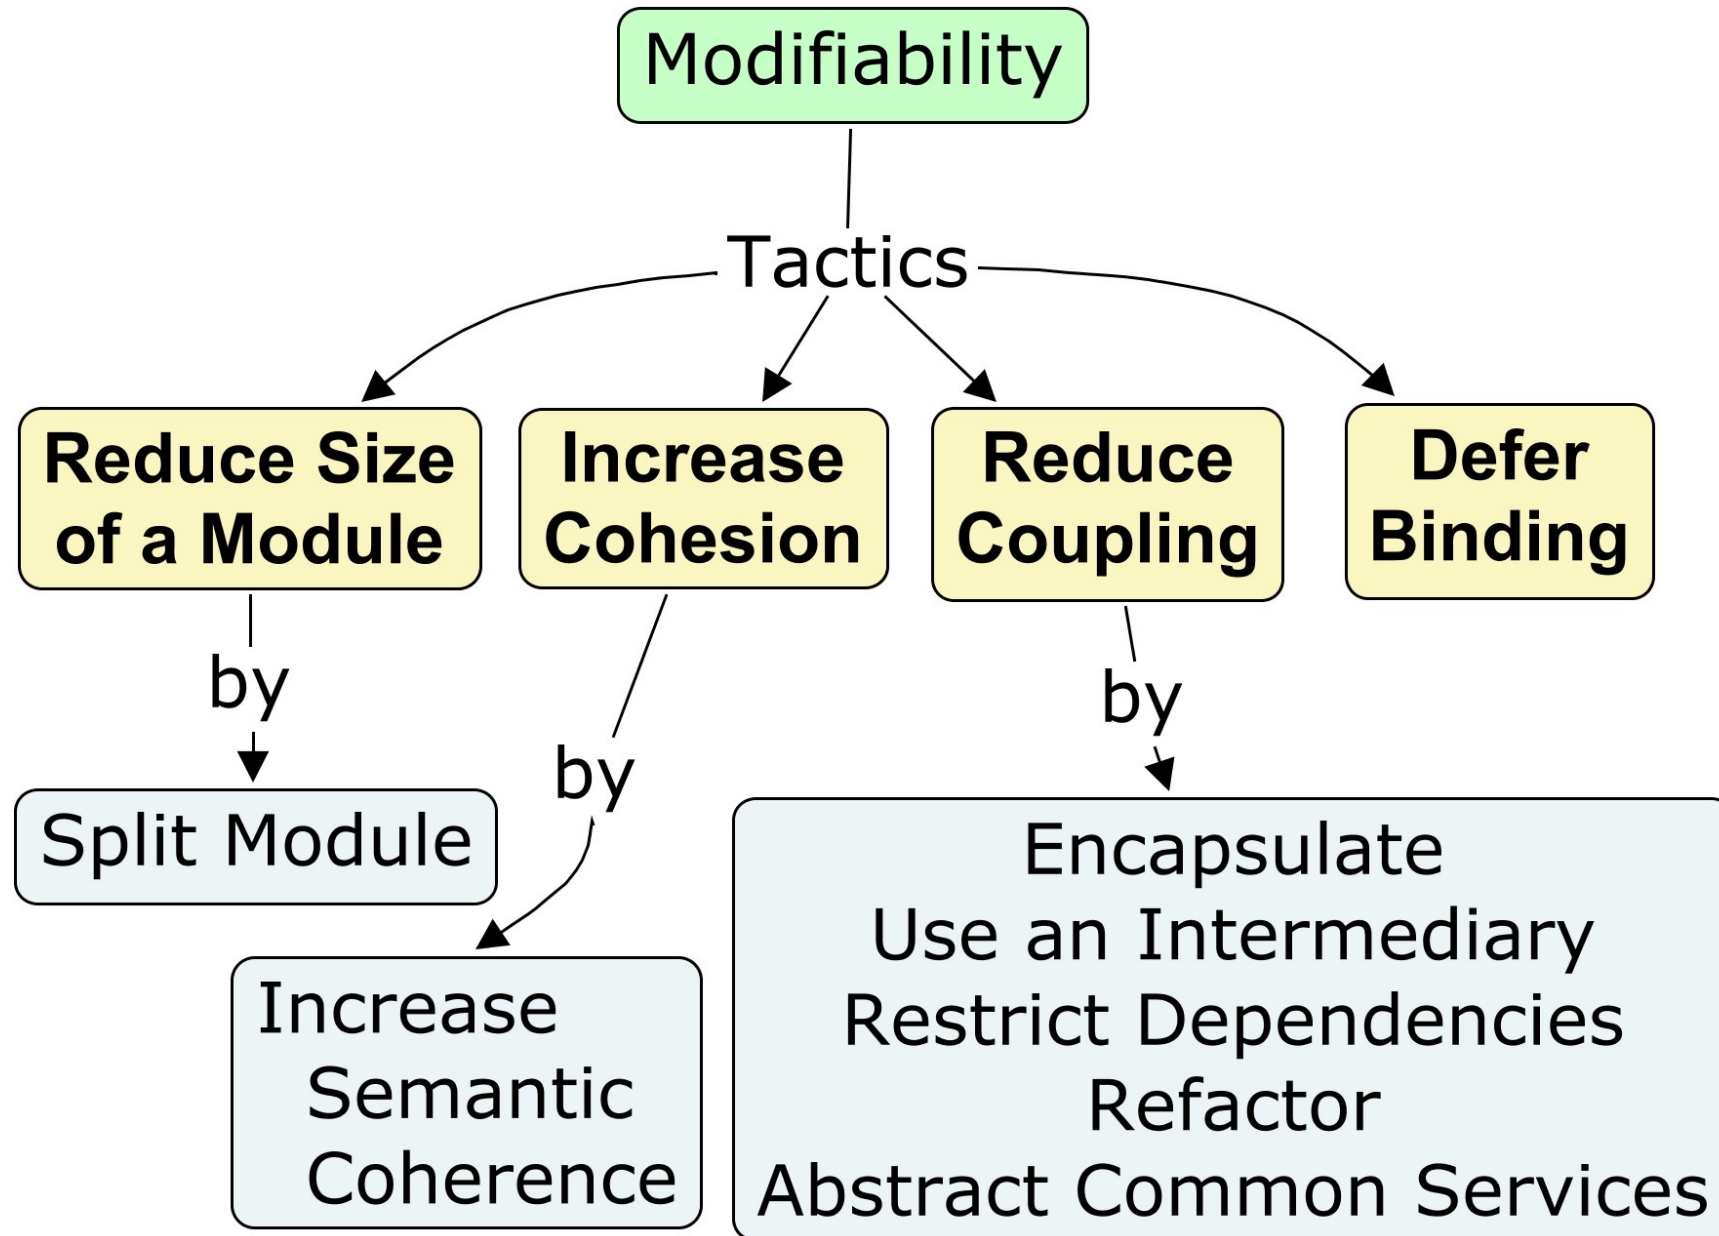 Modifiability
Tactics
Reduce Size
of a Module
Increase
Cohesion
Reduce
Coupling
Defer
Binding
by
by
by
Split Module
Increase
Semantic
Coherence
Encapsulate
Use an Intermediary
Restrict Dependencies
Refactor
Abstract Common Services